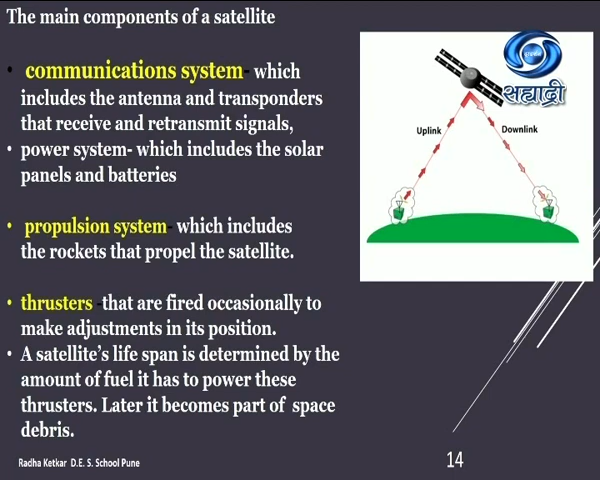 The main components of a satellite
• communications system- which
includes the antenna and transponders
that receive and retransmit signals,
• power system- which includes the solar
panels and batteries
• propulsion system- which includes
the rockets that propel the satellite.
• thrusters -that are fired occasionally to
make adjustments in its position.
• A satellite's life span is determined by the
amount of fuel it has to power these
thrusters. Later it becomes part of space
debris.
सह्याद्री
Uplink
Downlink
Radha Ketkar D.E. S. School Pune
14